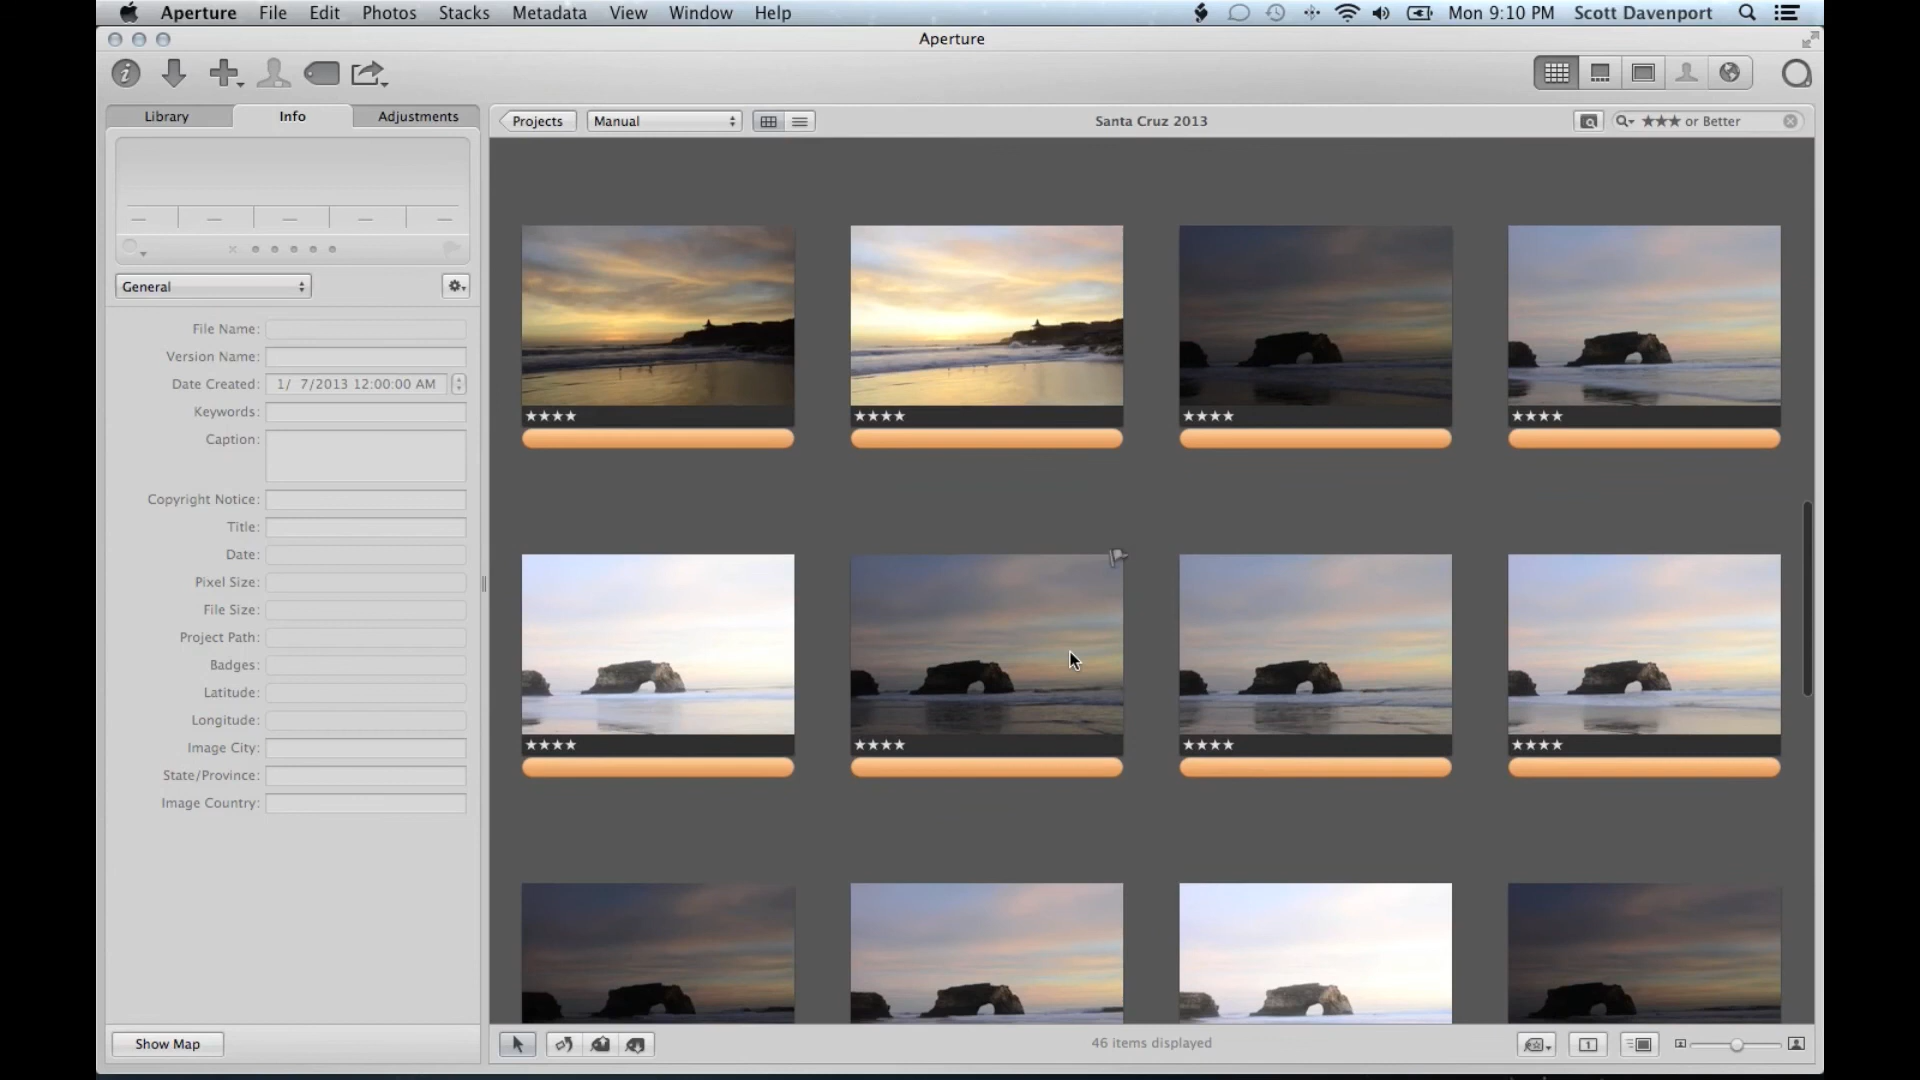 Aperture File Edit Photos Stacks Metadata View Window Help Mon 9:10 PM Scott Davenport
Aperture
Library Info Adjustments
Projects Manual Santa Cruz 2013 ★★★ or Better
General
File Name:
Version Name:
Date Created: 1/ 7/2013 12:00:00 AM
Keywords:
Caption:
Copyright Notice:
Title:
Date:
Pixel Size:
File Size:
Project Path:
Badges:
Latitude:
Longitude:
Image City:
State/Province:
Image Country:
Show Map
46 items displayed
1